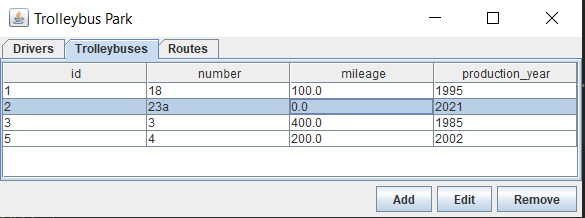 Trolleybus Park
Drivers Trolleybuses Routes
id number mileage production_year
1 18 100.0 1995
2 23a 0.0 2021
3 3 400.0 1985
5 4 200.0 2002
Add Edit Remove